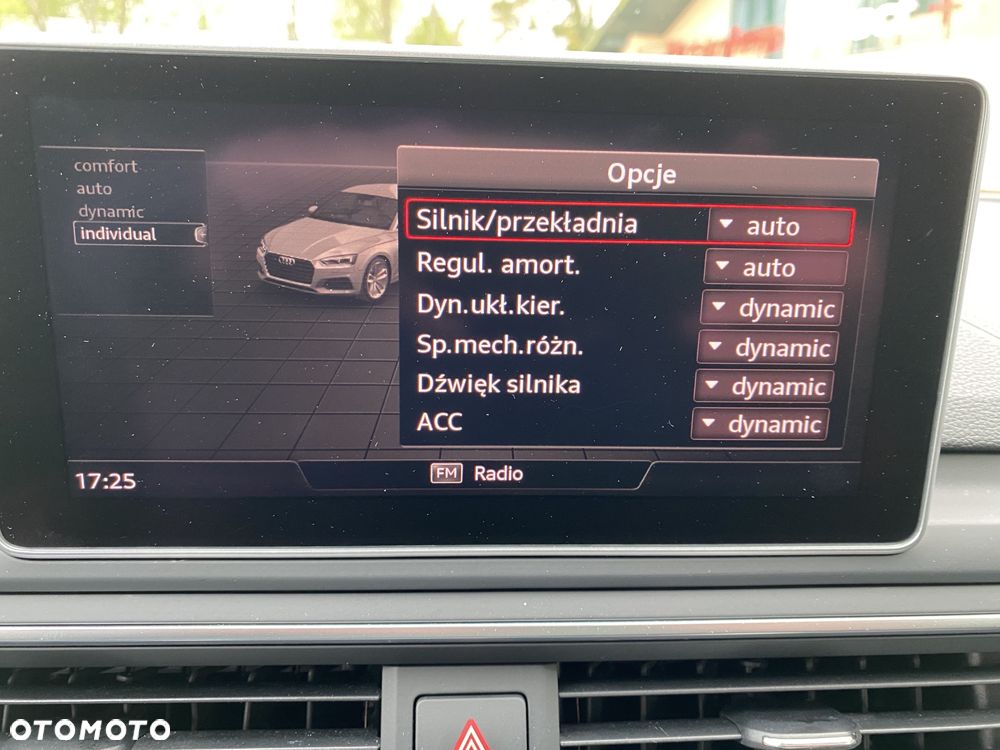 comfort
auto
dynamic
individual
Opcje
Silnik/przekładnia auto
Regul. amort. auto
Dyn.ukł.kier. dynamic
Sp.mech.różn. dynamic
Dźwięk silnika dynamic
ACC dynamic
17:25
FM Radio
OTOMOTO